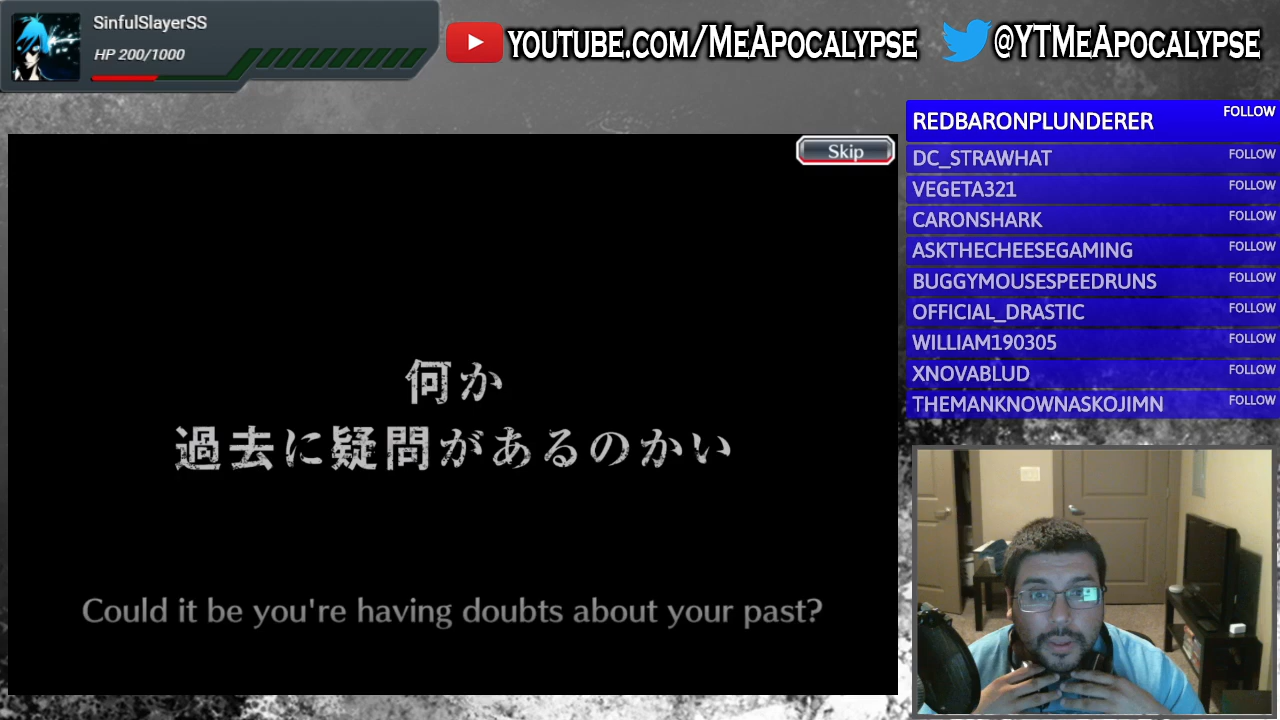 SinfulSlayerSS
HP 200/1000
YOUTUBE.COM/MEAPOCALYPSE
@YTMEAPOCALYPSE
Skip
何か
過去に疑問があるのかい
Could it be you're having doubts about your past?
REDBARONPLUNDERER FOLLOW
DC_STRAWHAT FOLLOW
VEGETA321 FOLLOW
CARONSHARK FOLLOW
ASKTHECHEESEGAMING FOLLOW
BUGGYMOUSESPEEDRUNS FOLLOW
OFFICIAL_DRASTIC FOLLOW
WILLIAM190305 FOLLOW
XNOVABLUD FOLLOW
THEMANKNOWNASKOJIMN FOLLOW